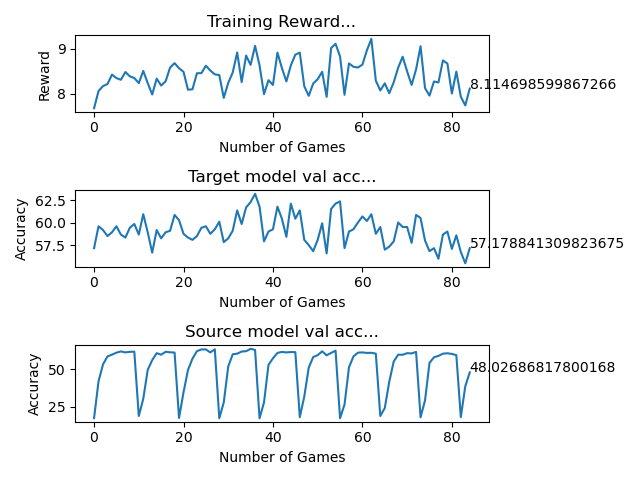 Training Reward...
Reward
9
8
8.114698599867266
0 20 40 60 80
Number of Games
Target model val acc...
Accuracy
62.5
60.0
57.5
57.178841309823675
0 20 40 60 80
Number of Games
Source model val acc...
Accuracy
50
25
48.02686817800168
0 20 40 60 80
Number of Games